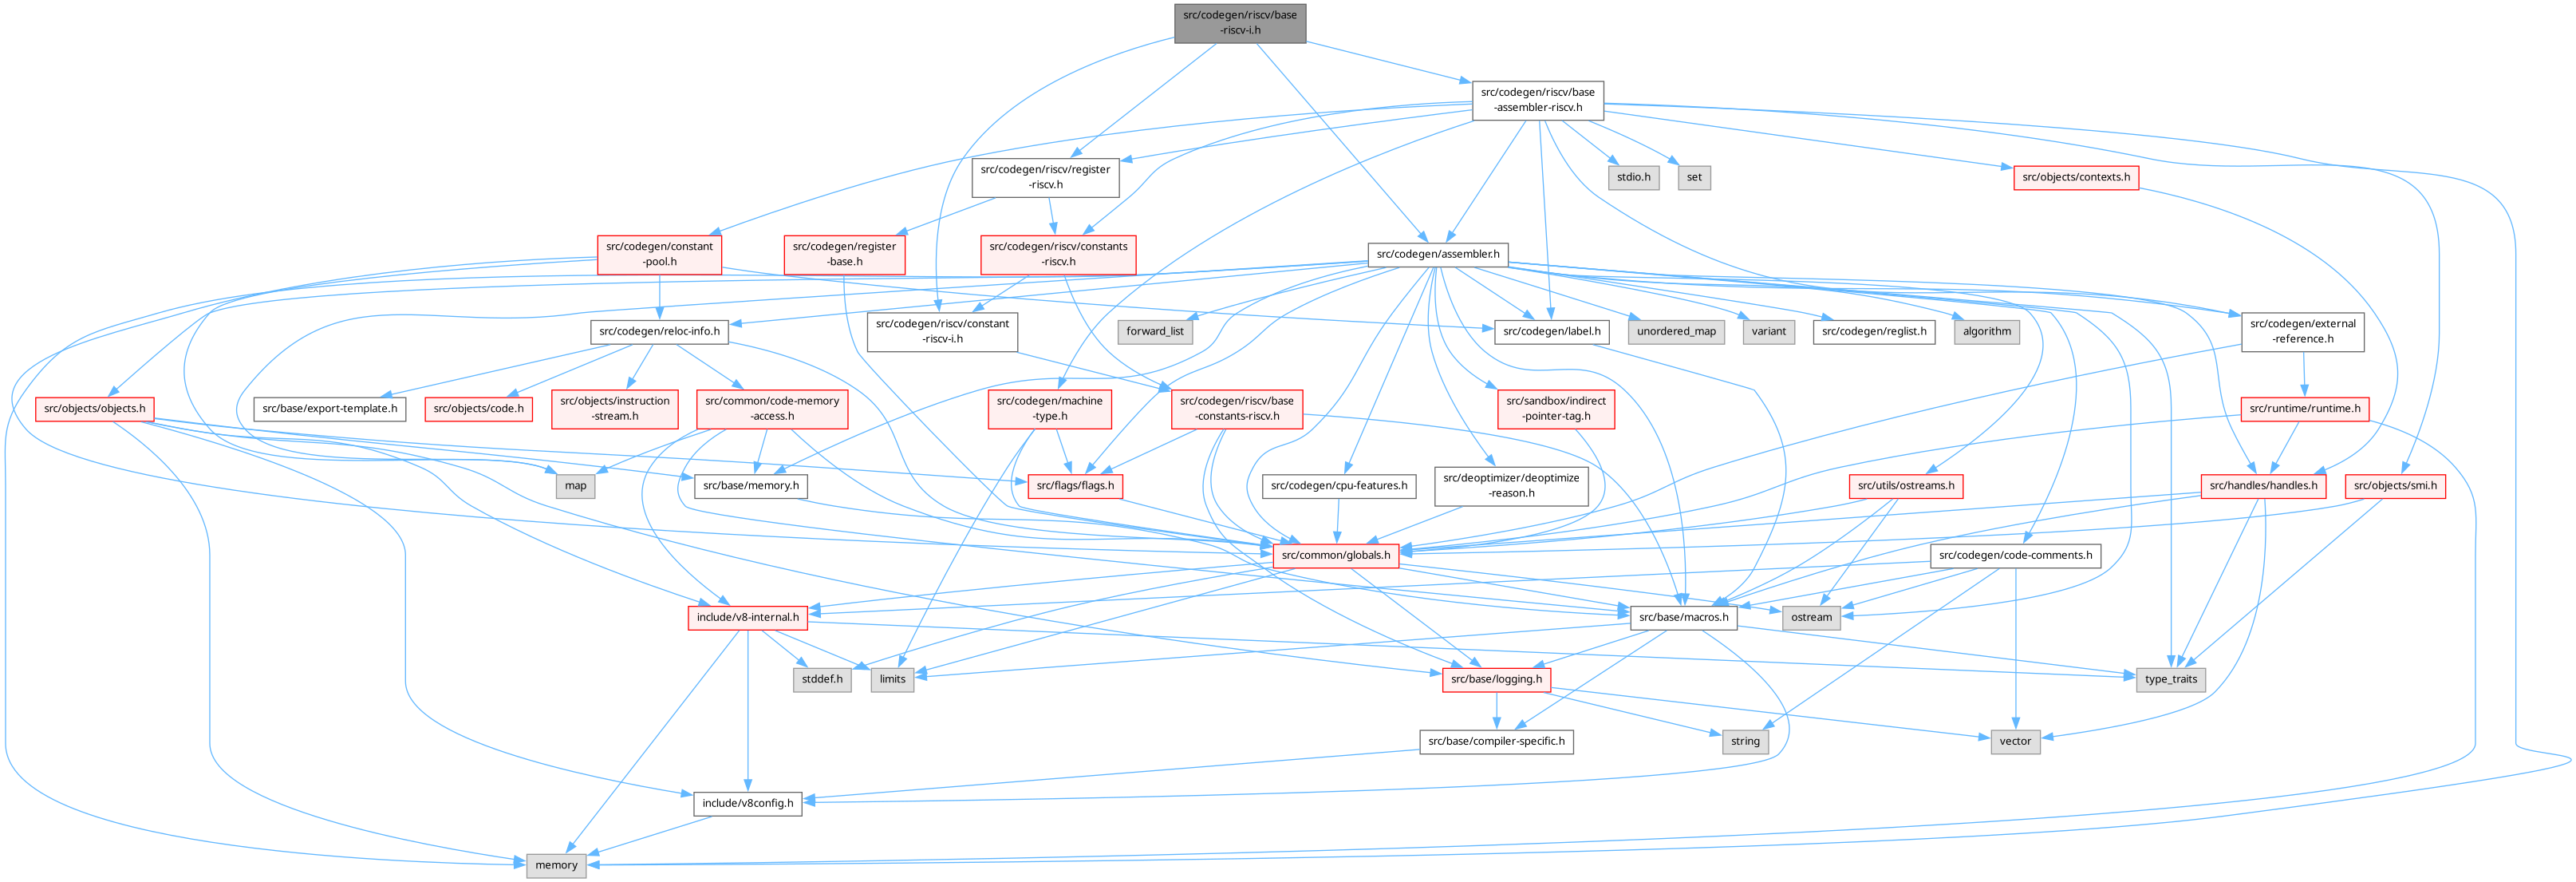 src/codegen/riscv/base
-riscv-i.h
src/codegen/riscv/base
-assembler-riscv.h
src/codegen/riscv/register
-riscv.h
stdio.h
set
src/objects/contexts.h
src/codegen/constant
-pool.h
src/codegen/register
-base.h
src/codegen/riscv/constants
-riscv.h
src/codegen/assembler.h
src/codegen/reloc-info.h
src/codegen/riscv/constant
-riscv-i.h
forward_list
src/codegen/label.h
unordered_map
variant
src/codegen/reglist.h
algorithm
src/codegen/external
-reference.h
src/objects/objects.h
src/base/export-template.h
src/objects/code.h
src/objects/instruction
-stream.h
src/common/code-memory
-access.h
src/codegen/machine
-type.h
src/codegen/riscv/base
-constants-riscv.h
src/sandbox/indirect
-pointer-tag.h
src/runtime/runtime.h
map
src/base/memory.h
src/flags/flags.h
src/codegen/cpu-features.h
src/deoptimizer/deoptimize
-reason.h
src/utils/ostreams.h
src/handles/handles.h
src/objects/smi.h
src/common/globals.h
src/codegen/code-comments.h
include/v8-internal.h
src/base/macros.h
ostream
stddef.h
limits
src/base/logging.h
type_traits
src/base/compiler-specific.h
string
vector
include/v8config.h
memory